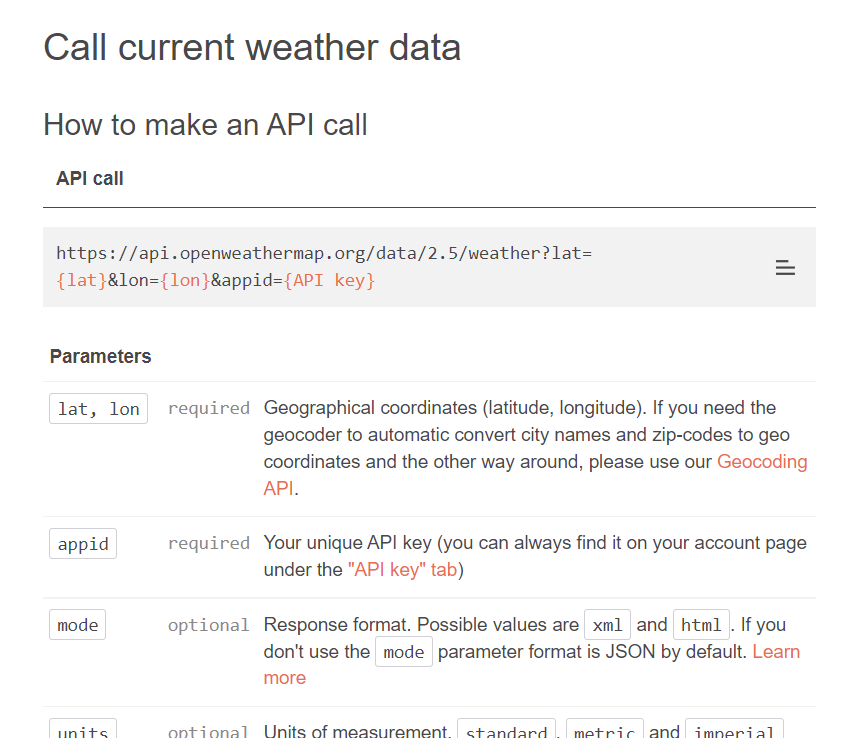 Call current weather data
How to make an API call
API call
https://api.openweathermap.org/data/2.5/weather?lat=
{lat}&lon={lon}&appid={API key}
Parameters
lat, lon required Geographical coordinates (latitude, longitude). If you need the
geocoder to automatic convert city names and zip-codes to geo
coordinates and the other way around, please use our Geocoding
API.
appid required Your unique API key (you can always find it on your account page
under the "API key" tab)
mode optional Response format. Possible values are xml and html. If you
don't use the mode parameter format is JSON by default. Learn
more
units optional Units of measurement. standard, metric and imperial